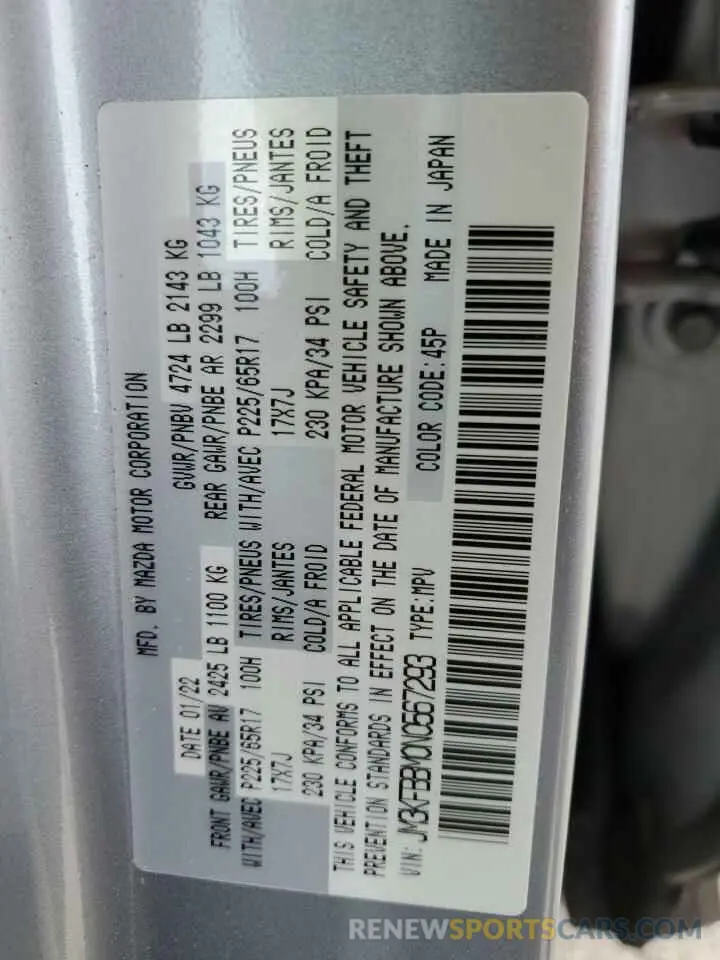 MFD. BY MAZDA MOTOR CORPORATION
DATE 01/22 GVWR/PNBV 4724 LB 2143 KG
FRONT GAWR/PNBE AV 2425 LB 1100 KG REAR GAWR/PNBE AR 2299 LB 1043 KG
WITH/AVEC P225/65R17 100H TIRES/PNEUS WITH/AVEC P225/65R17 100H TIRES/PNEUS
17X7J RIMS/JANTES 17X7J RIMS/JANTES
230 KPA/34 PSI COLD/A FROID 230 KPA/34 PSI COLD/A FROID
THIS VEHICLE CONFORMS TO ALL APPLICABLE FEDERAL MOTOR VEHICLE SAFETY AND THEFT
PREVENTION STANDARDS IN EFFECT ON THE DATE OF MANUFACTURE SHOWN ABOVE.
VIN: JM3KFBBM0N0567293 TYPE:MPV COLOR CODE:45P MADE IN JAPAN
RENEWSPORTSCARS.COM